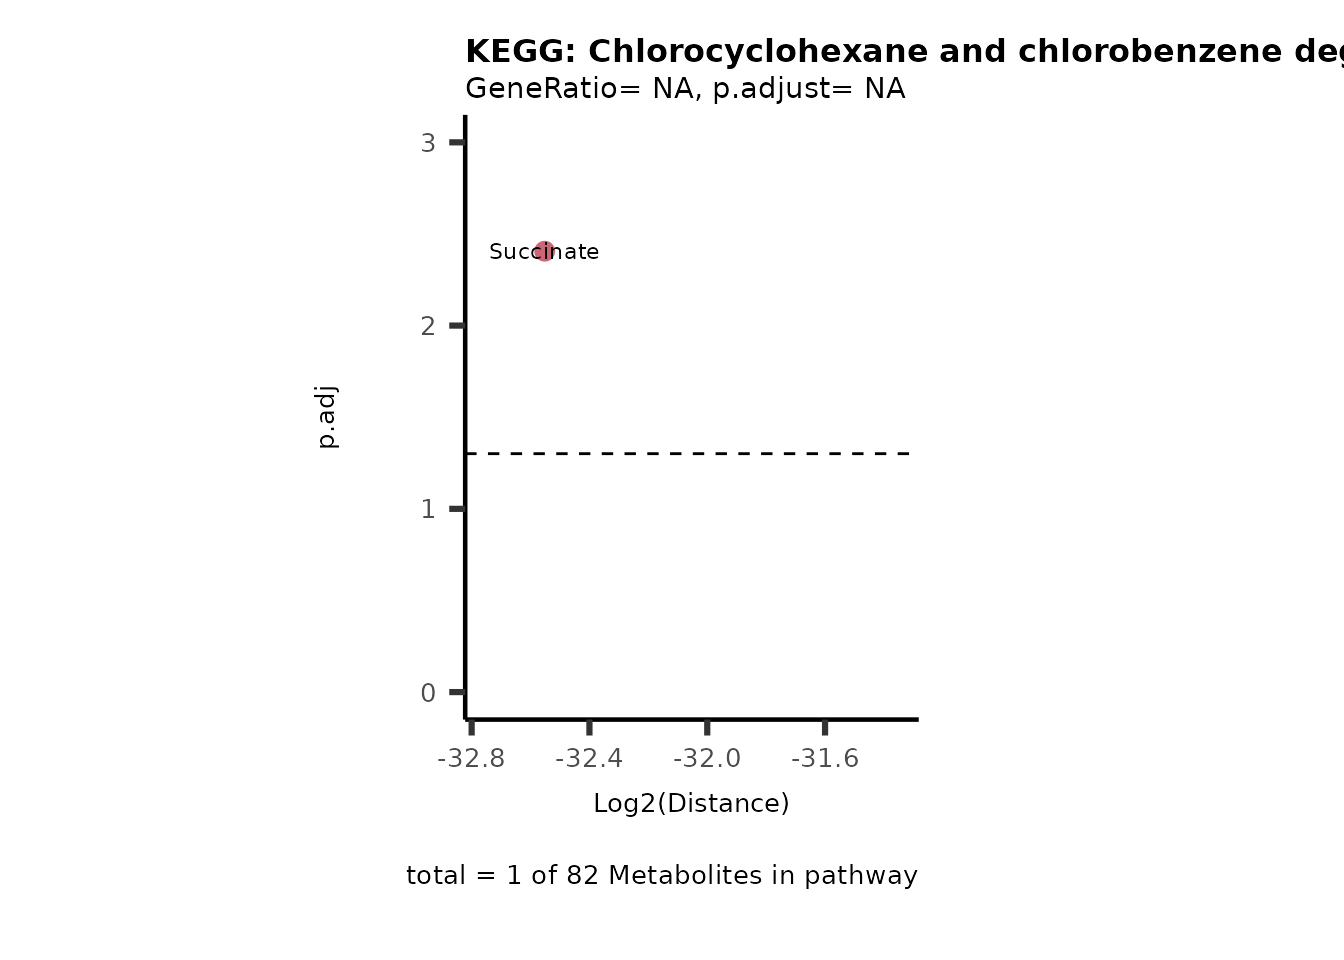 KEGG: Chlorocyclohexane and chlorobenzene
GeneRatio= NA, p.adjust= NA
3
Succinate
2
p.adj
1
0
-32.8 -32.4 -32.0 -31.6
Log2(Distance)
total = 1 of 82 Metabolites in pathway